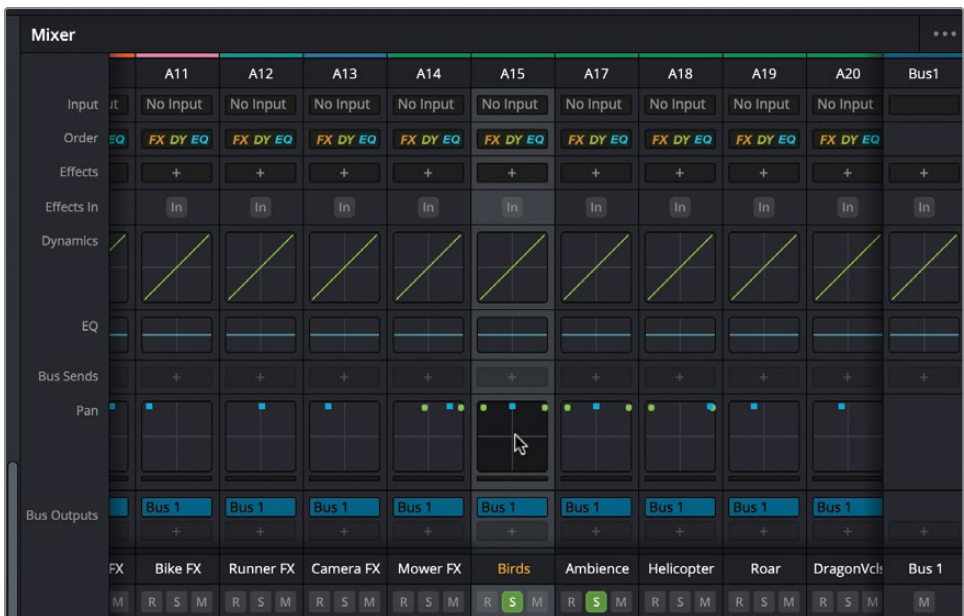 Mixer
A11 A12 A13 A14 A15 A17 A18 A19 A20 Bus1
Input No Input No Input No Input No Input No Input No Input No Input No Input No Input
Order EQ FX DY EQ FX DY EQ FX DY EQ FX DY EQ FX DY EQ FX DY EQ FX DY EQ FX DY EQ FX DY EQ
Effects + + + + + + + + + +
Effects In In In In In In In In In In In
Dynamics
EQ
Bus Sends + + + + + + + + + +
Pan
Bus Outputs Bus 1 Bus 1 Bus 1 Bus 1 Bus 1 Bus 1 Bus 1 Bus 1 Bus 1
+ + + + + + + + + +
FX Bike FX Runner FX Camera FX Mower FX Birds Ambience Helicopter Roar DragonVcls Bus 1
M R S M R S M R S M R S M R S M R S M R S M R S M R S M M